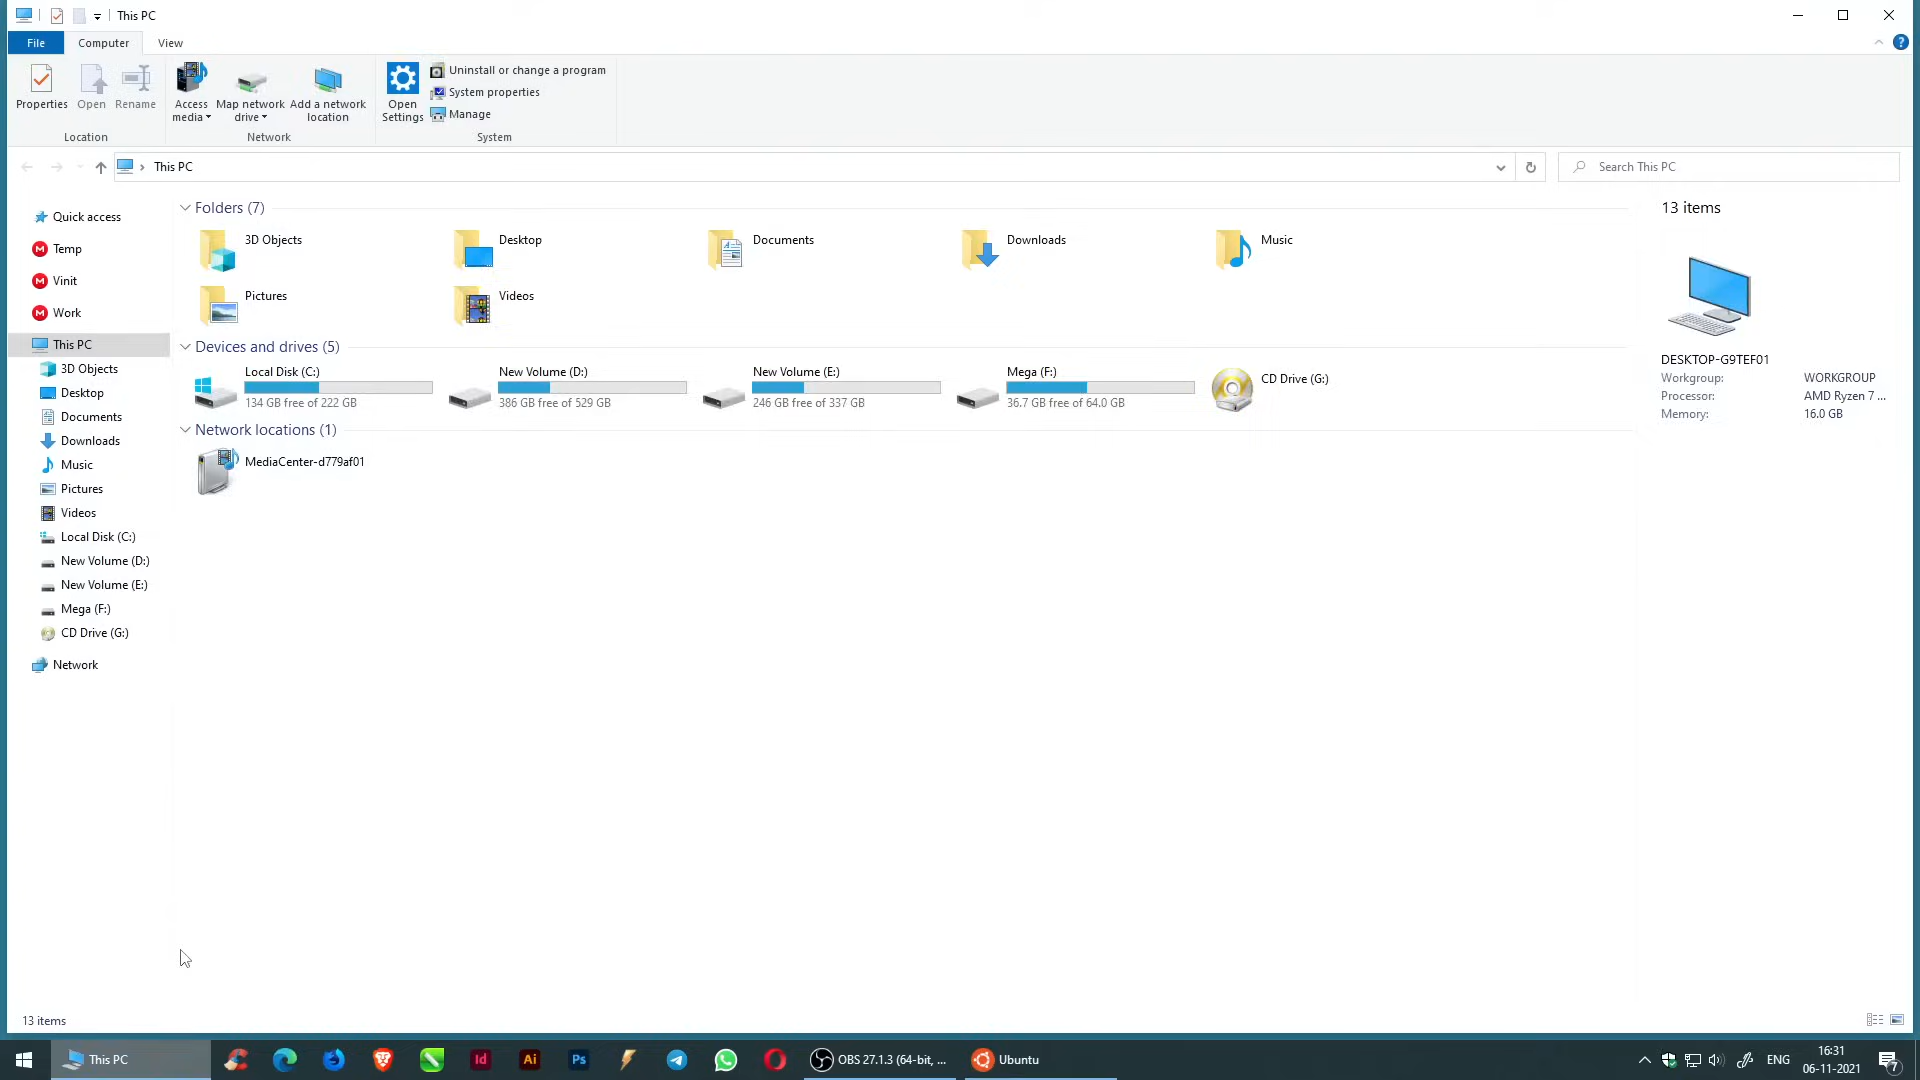 This PC
File
Computer
View
Properties
Open
Rename
Access
media
Map network
drive
Add a network
location
Open
Settings
Uninstall or change a program
System properties
Manage
Location
Network
System
This PC
Search This PC
Quick access
Temp
Vinit
Work
This PC
3D Objects
Desktop
Documents
Downloads
Music
Pictures
Videos
Local Disk (C:)
New Volume (D:)
New Volume (E:)
Mega (F:)
CD Drive (G:)
Network
Folders (7)
3D Objects
Desktop
Documents
Downloads
Music
Pictures
Videos
Devices and drives (5)
Local Disk (C:)
134 GB free of 222 GB
New Volume (D:)
386 GB free of 529 GB
New Volume (E:)
246 GB free of 337 GB
Mega (F:)
36.7 GB free of 64.0 GB
CD Drive (G:)
Network locations (1)
MediaCenter-d779af01
13 items
DESKTOP-G9TEF01
Workgroup: WORKGROUP
Processor: AMD Ryzen 7 ...
Memory: 16.0 GB
13 items
This PC
Id
Ai
Ps
OBS 27.1.3 (64-bit, ...
Ubuntu
ENG
16:31
06-11-2021
7